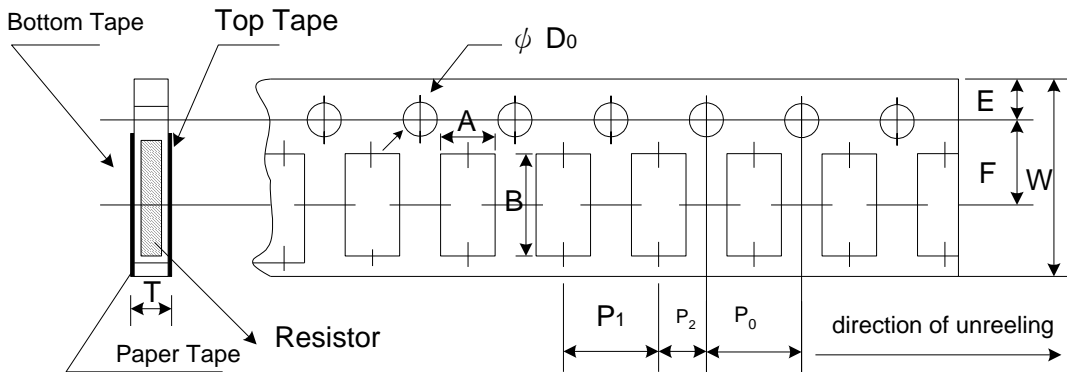 Bottom Tape
Top Tape
ψ D0
E
A
F
W
B
T
P1
P2
P0
Resistor
direction of unreeling
Paper Tape